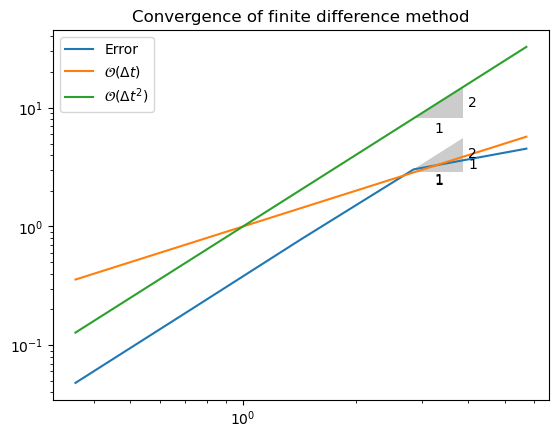 Convergence of finite difference method
Error
𝒪(Δt)
𝒪(Δt²)
10¹
10⁰
10⁻¹
2
1
2
1
1
1
10⁰